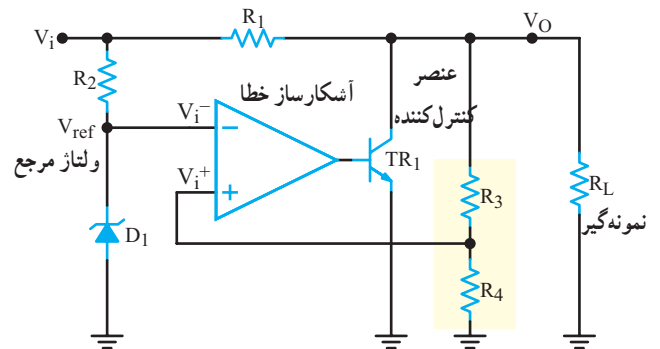 R1
Vi
VO
R2
آشکارساز خطا
عنصر
کنترل‌کننده
Vi−
Vref
ولتاژ مرجع
TR1
Vi+
R3
RL
نمونه‌گیر
D1
R4